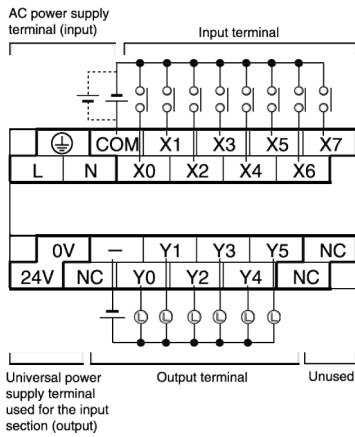 AC power supply
terminal (input)
Input terminal
COM X1 X3 X5 X7
L N X0 X2 X4 X6
0V — Y1 Y3 Y5 NC
24V NC Y0 Y2 Y4 NC
L L L L L L
Universal power
supply terminal
used for the input
section (output)
Output terminal
Unused